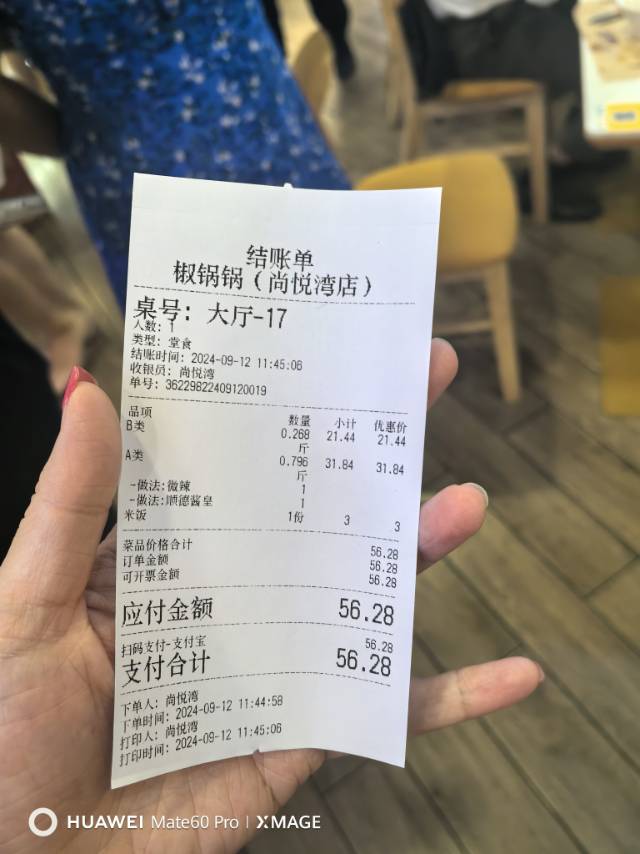 结账单
椒锅锅（尚悦湾店）
桌号: 大厅-17
人数: 1
类型: 堂食
结账时间: 2024-09-12 11:45:06
收银员: 尚悦湾
单号: 36229822409120019
品项 数量 小计 优惠价
B类 0.268 21.44 21.44
斤
A类 0.796 31.84 31.84
斤
-做法:微辣 1
-做法:顺德酱皇 1
米饭 1份 3 3
菜品价格合计 56.28
订单金额 56.28
可开票金额 56.28
应付金额 56.28
扫码支付-支付宝 56.28
支付合计 56.28
下单人: 尚悦湾
下单时间: 2024-09-12 11:44:58
打印人: 尚悦湾
打印时间: 2024-09-12 11:45:06
HUAWEI Mate60 Pro | XMAGE